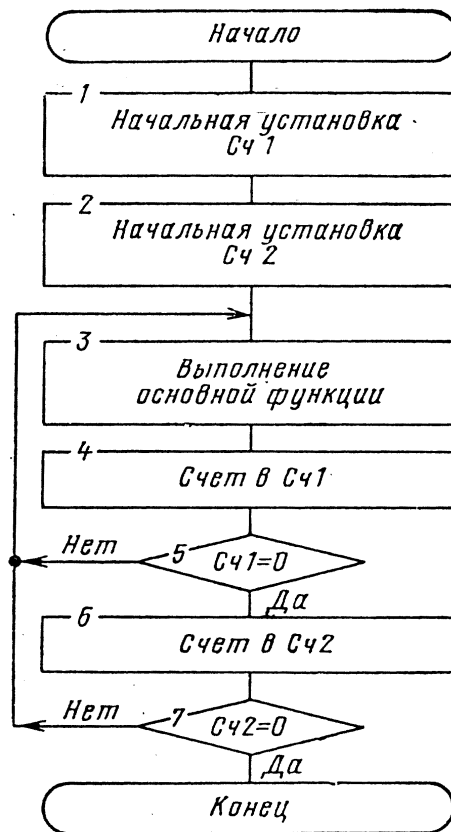 Начало
1
Начальная установка
Сч 1
2
Начальная установка
Сч 2
3
Выполнение
основной функции
4
Счет в Сч1
Нет
5
Сч1=0
Да
6
Счет в Сч2
Нет
7
Сч2=0
Да
Конец